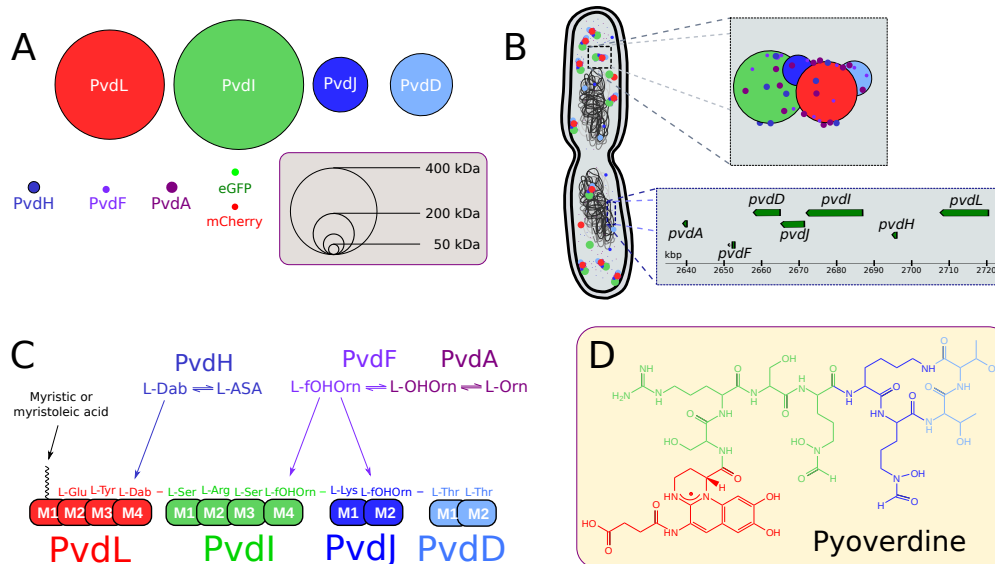 A
PvdL
PvdI
PvdJ
PvdD
PvdH
PvdF
PvdA
eGFP
mCherry
400 kDa
200 kDa
50 kDa
B
pvdA
pvdF
pvdD
pvdJ
pvdI
pvdH
pvdL
kbp
2640 2650 2660 2670 2680 2690 2700 2710 2720
C
PvdH
PvdF
PvdA
L-Dab ⇌ L-ASA
L-fOHOrn ⇌ L-OHOrn ⇌ L-Orn
Myristic or
myristoleic acid
L-Glu L-Tyr L-Dab – L-Ser L-Arg L-Ser L-fOHOrn – L-Lys L-fOHOrn – L-Thr L-Thr
M1 M2 M3 M4 M1 M2 M3 M4 M1 M2 M1 M2
PvdL PvdI PvdJ PvdD
D
Pyoverdine